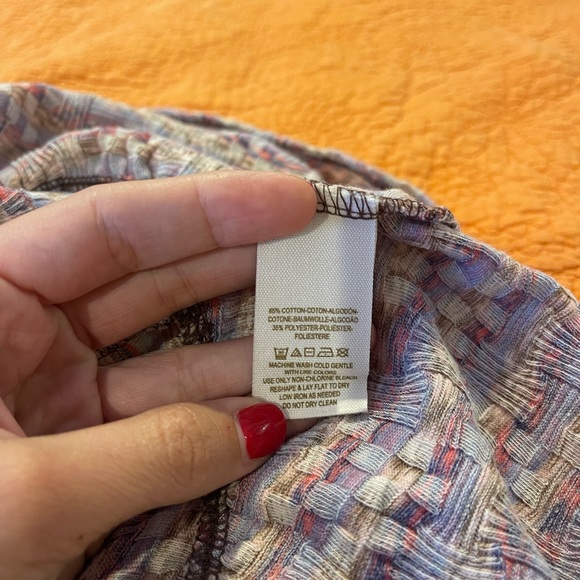 65% COTTON-COTON-ALGODÓN-
COTONE-BAUMWOLLE-ALGODÃO
35% POLYESTER-POLIÉSTER-
POLIESTERE
MACHINE WASH COLD GENTLE
WITH LIKE COLORS
USE ONLY NON-CHLORINE BLEACH
RESHAPE & LAY FLAT TO DRY
LOW IRON AS NEEDED
DO NOT DRY CLEAN